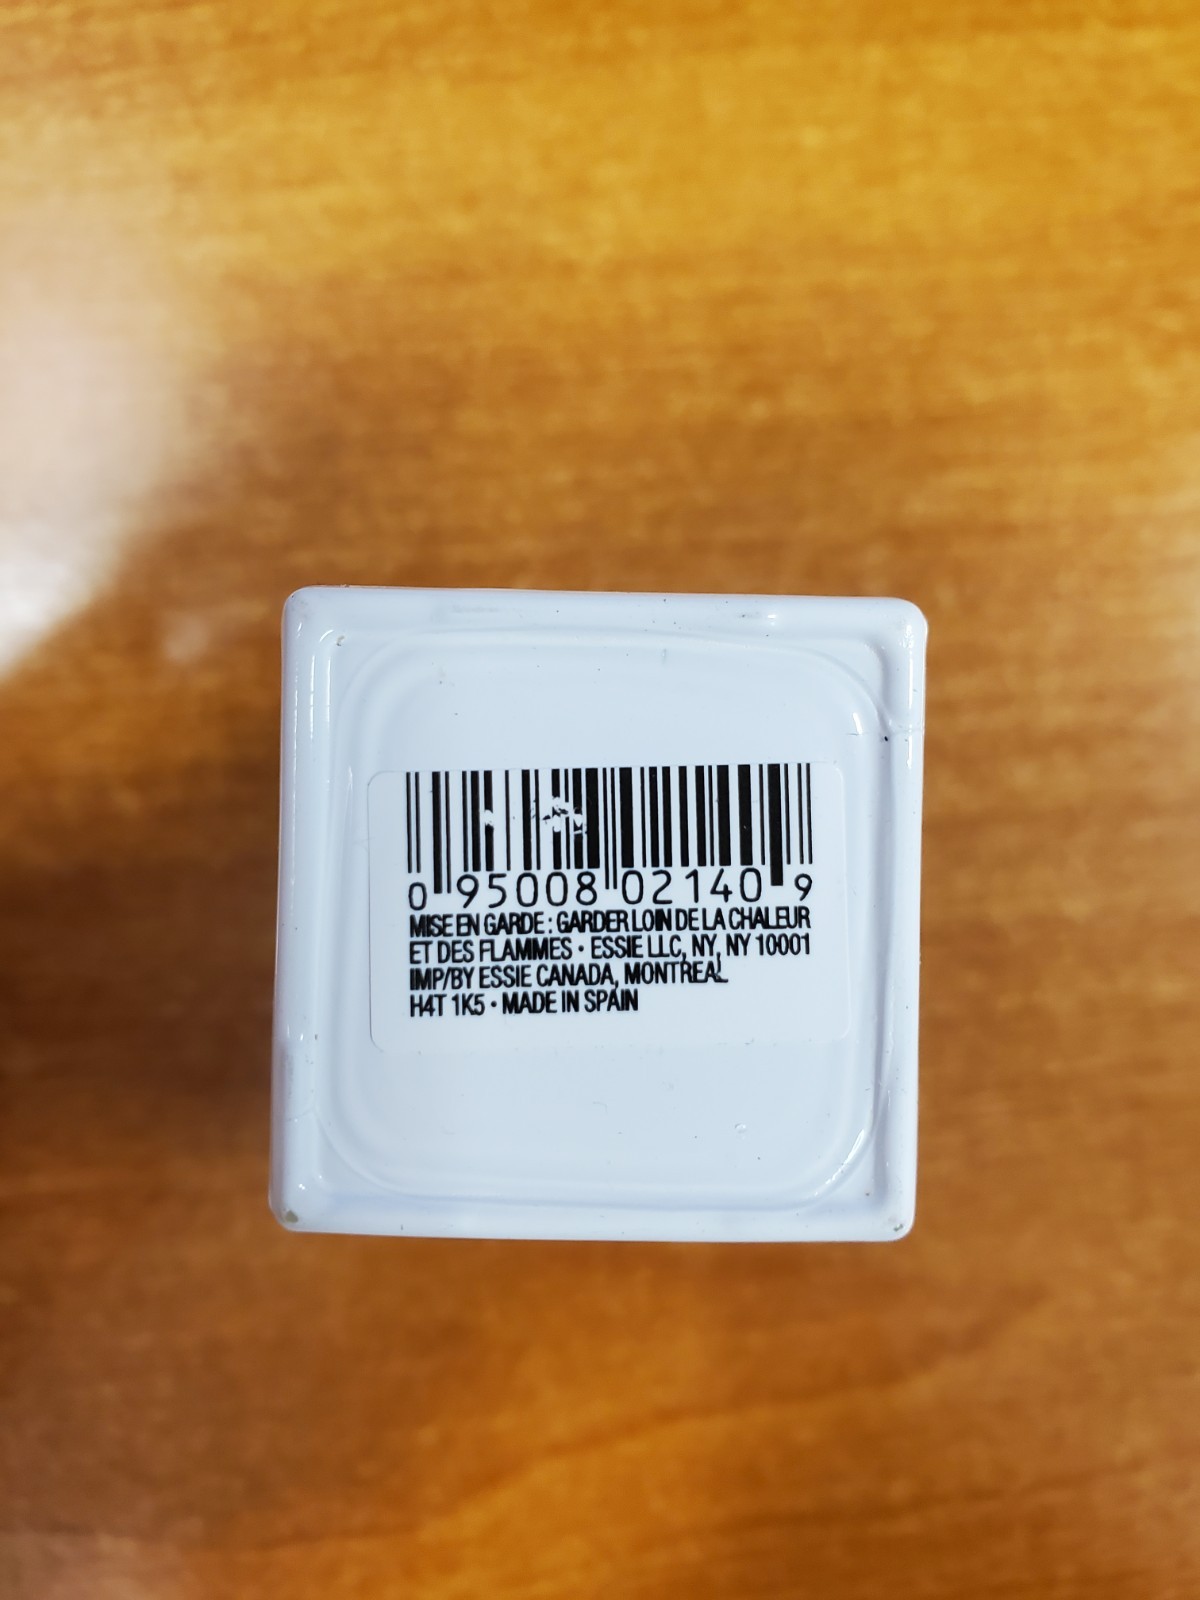 0 95008 02140 9
MISE EN GARDE : GARDER LOIN DE LA CHALEUR
ET DES FLAMMES • ESSIE LLC, NY, NY 10001
IMP/BY ESSIE CANADA, MONTREAL
H4T 1K5 • MADE IN SPAIN